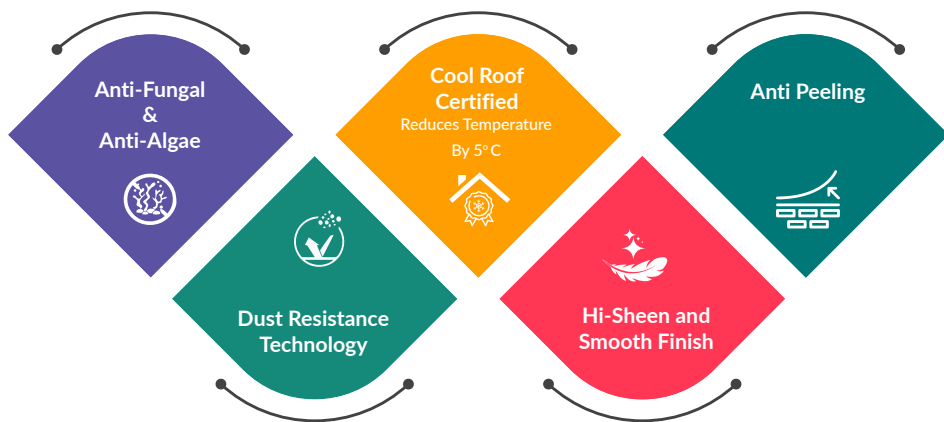 Anti-Fungal
&
Anti-Algae
Dust Resistance
Technology
Cool Roof
Certified
Reduces Temperature
By 5° C
Hi-Sheen and
Smooth Finish
Anti Peeling